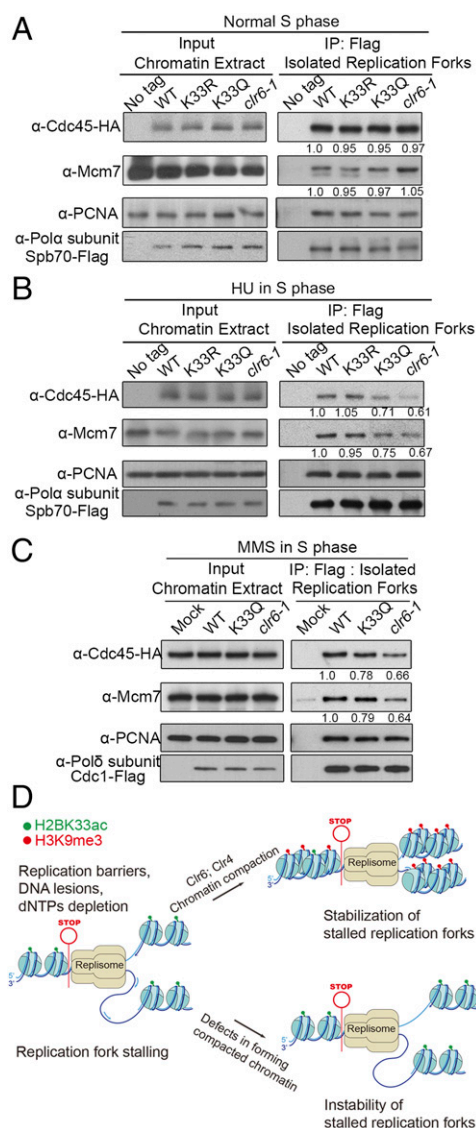 A
Normal S phase
Input
Chromatin Extract
IP: Flag
Isolated Replication Forks
No tag WT K33R K33Q clr6-1 No tag WT K33R K33Q clr6-1
α-Cdc45-HA
1.0 0.95 0.95 0.97
α-Mcm7
1.0 0.95 0.97 1.05
α-PCNA
α-Polα subunit
Spb70-Flag
B
HU in S phase
Input
Chromatin Extract
IP: Flag
Isolated Replication Forks
No tag WT K33R K33Q clr6-1 No tag WT K33R K33Q clr6-1
α-Cdc45-HA
1.0 1.05 0.71 0.61
α-Mcm7
1.0 0.95 0.75 0.67
α-PCNA
α-Polα subunit
Spb70-Flag
C
MMS in S phase
Input
Chromatin Extract
IP: Flag : Isolated
Replication Forks
Mock WT K33Q clr6-1 Mock WT K33Q clr6-1
α-Cdc45-HA
1.0 0.78 0.66
α-Mcm7
1.0 0.79 0.64
α-PCNA
α-Polδ subunit
Cdc1-Flag
D
H2BK33ac
H3K9me3
Replication barriers,
DNA lesions,
dNTPs depletion
STOP
Replisome
5'
3'
Replication fork stalling
Clr6; Clr4
Chromatin compaction
STOP
Replisome
5'
3'
Stabilization of
stalled replication forks
Defects in forming
compacted chromatin
STOP
Replisome
5'
3'
Instability of
stalled replication forks